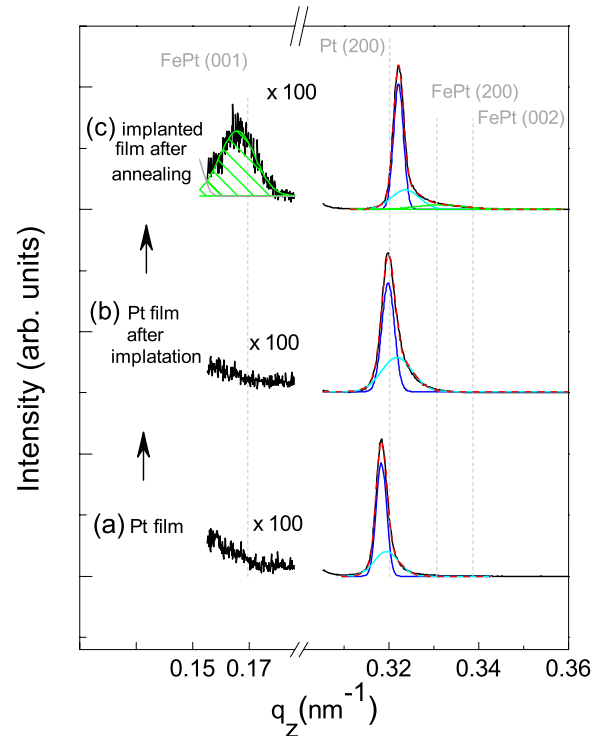 Pt (200)
FePt (001)
FePt (200)
FePt (002)
x 100
(c) implanted
film after
annealing
(b) Pt film
after
implatation
x 100
(a) Pt film
x 100
Intensity (arb. units)
0.15 0.17 0.32 0.34 0.36
qz(nm-1)